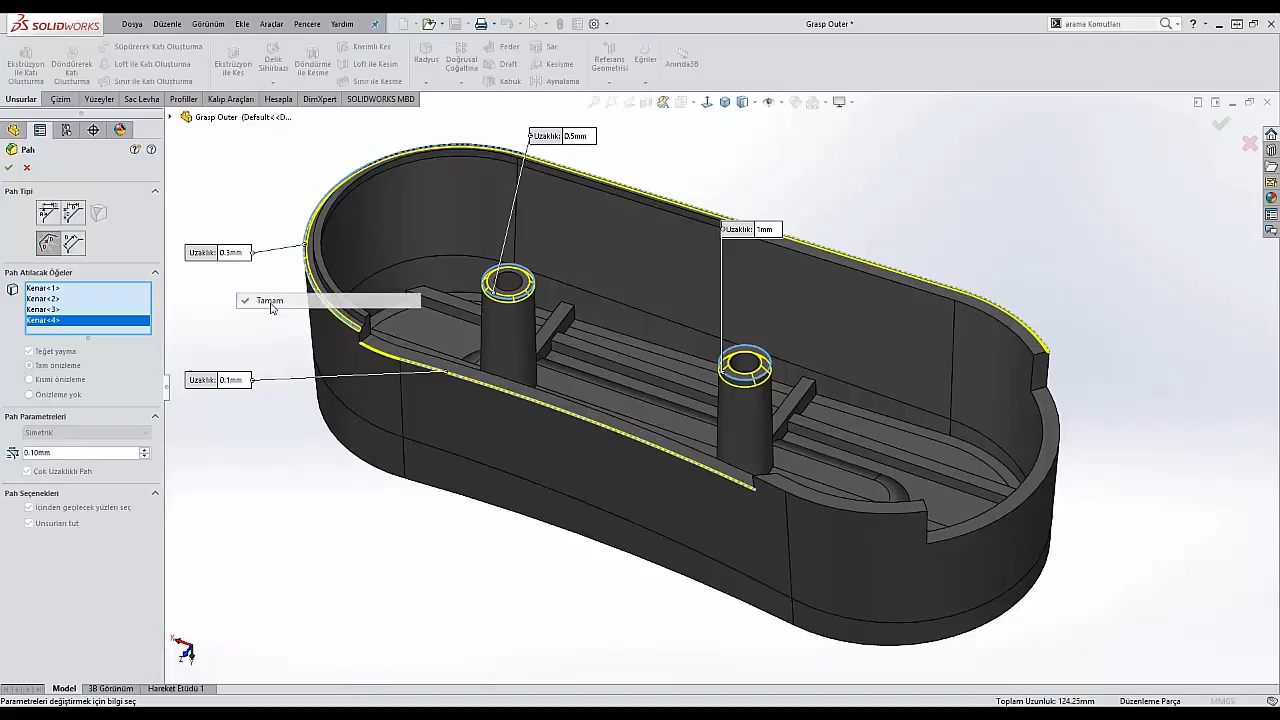 SOLIDWORKS
Dosya Düzenle Görünüm Ekle Araçlar Pencere Yardım
Grasp Outer *
arama Komutları
Ekstrüzyon ile Katı Oluşturma
Döndürerek Katı Oluşturma
Süpürerek Katı Oluşturma
Loft ile Katı Oluşturma
Sınır ile Katı Oluşturma
Ekstrüzyon ile Kes
Delik Sihirbazı
Döndürme ile Kesme
Kırımlı Kes
Loft ile Kesim
Sınır ile Kesme
Radyus
Doğrusal Çoğaltma
Feder
Draft
Kabuk
Sar
Kesişme
Aynalama
Referans Geometrisi
Eğriler
Anında3B
Unsurlar Çizim Yüzeyler Sac Levha Profiller Kalıp Araçları Hesapla DimXpert SOLIDWORKS MBD
Grasp Outer (Default<<D...
Pah
Pah Tipi
Pah Atılacak Öğeler
Kenar<1>
Kenar<2>
Kenar<3>
Kenar<4>
Teğet yayma
Tam önizleme
Kısmi önizleme
Önizleme yok
Pah Parametreleri
Simetrik
0.10mm
Çok Uzaklıklı Pah
Pah Seçenekleri
İçinden geçilecek yüzleri seç
Unsurları tut
Uzaklık: 0.5mm
Uzaklık: 1mm
Uzaklık: 0.3mm
Tamam
Uzaklık: 0.1mm
Model 3B Görünüm Hareket Etüdü 1
Parametreleri değiştirmek için bilgi seç
Toplam Uzunluk: 124.25mm Düzenleme Parça MMGS